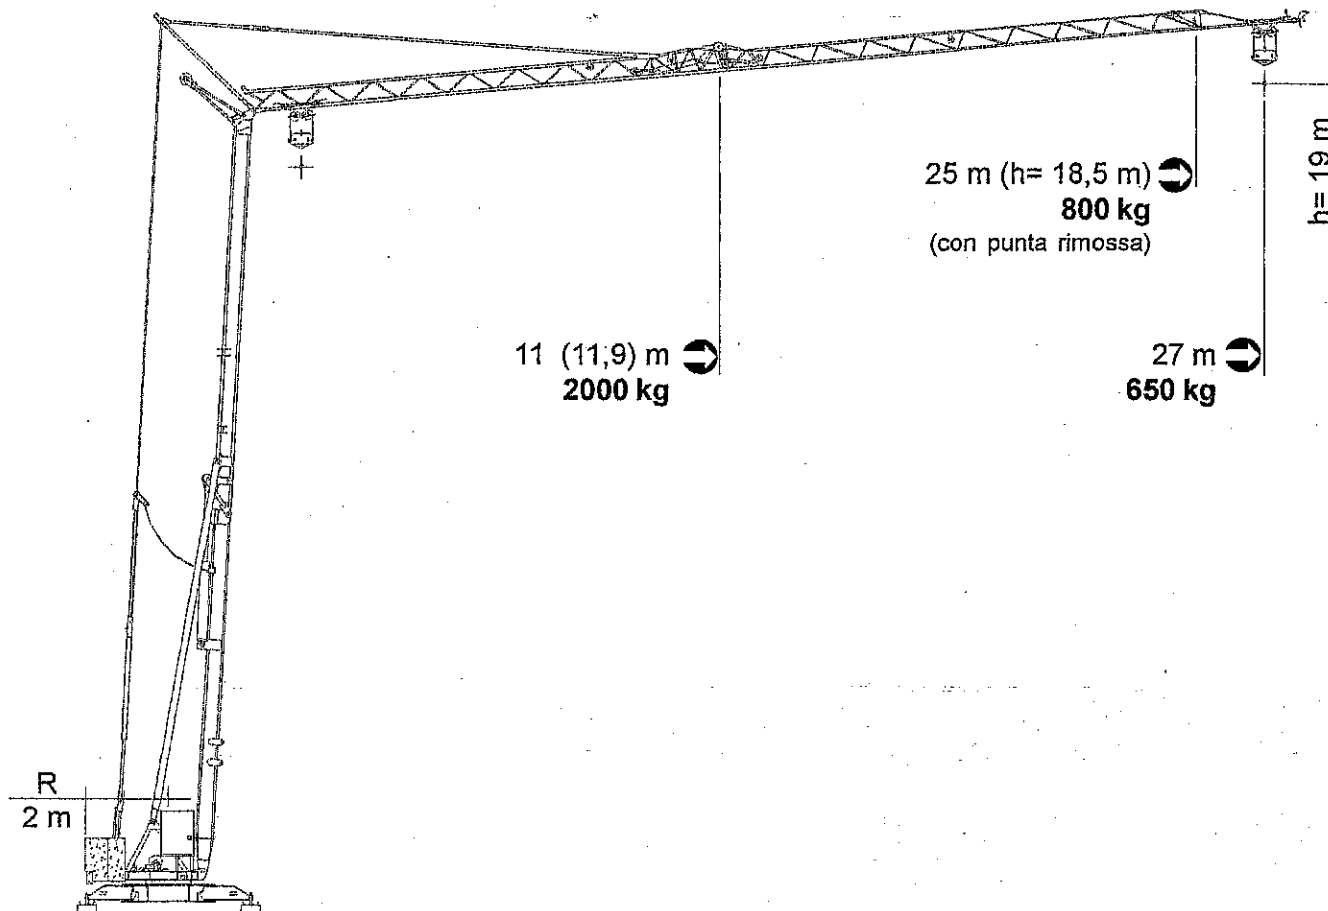 25 m (h= 18,5 m)
800 kg
(con punta rimossa)
h= 19 m
11 (11,9) m
2000 kg
27 m
650 kg
R
2 m